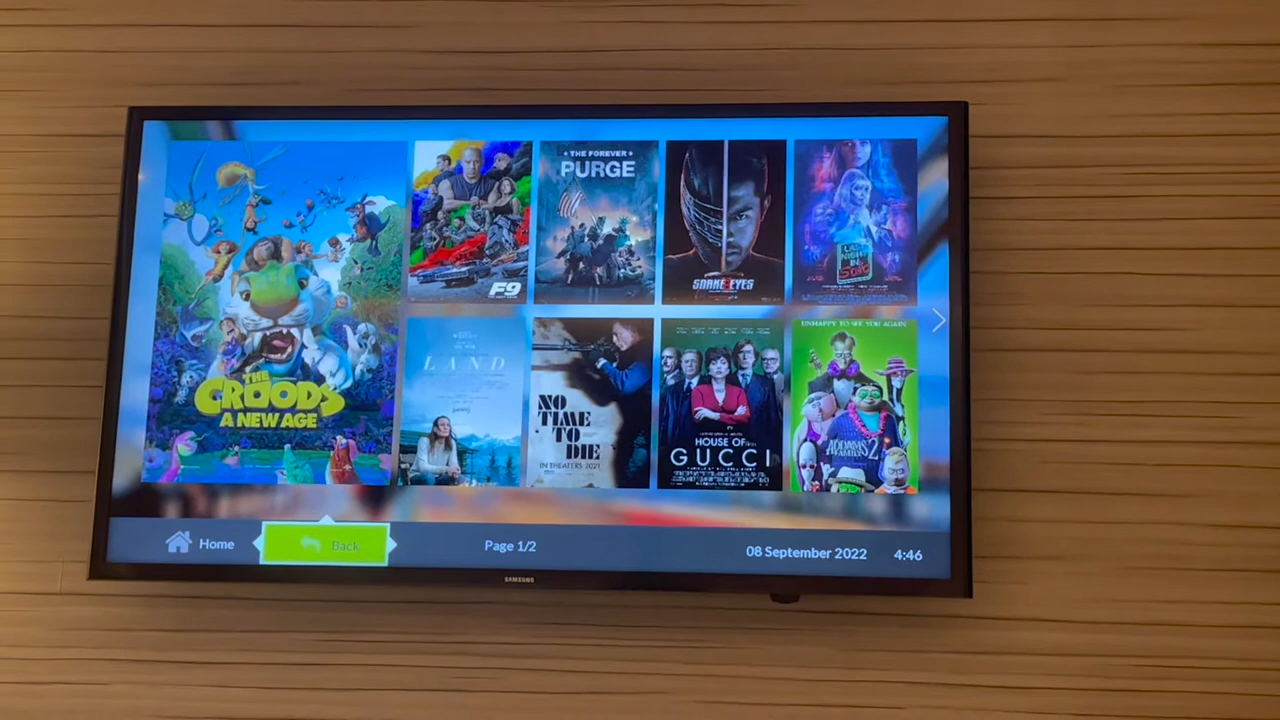 THE
CROODS
A NEW AGE
F9
THE FOREVER
PURGE
SNAKE EYES
LAST
NIGHT
IN
SOHO
LAND
NO
TIME
TO
DIE
IN THEATERS 2021
HOUSE OF
GUCCI
UNHAPPY TO SEE YOU AGAIN
ADDAMS
FAMILY 2
Home
Back
Page 1/2
08 September 2022
4:46
SAMSUNG